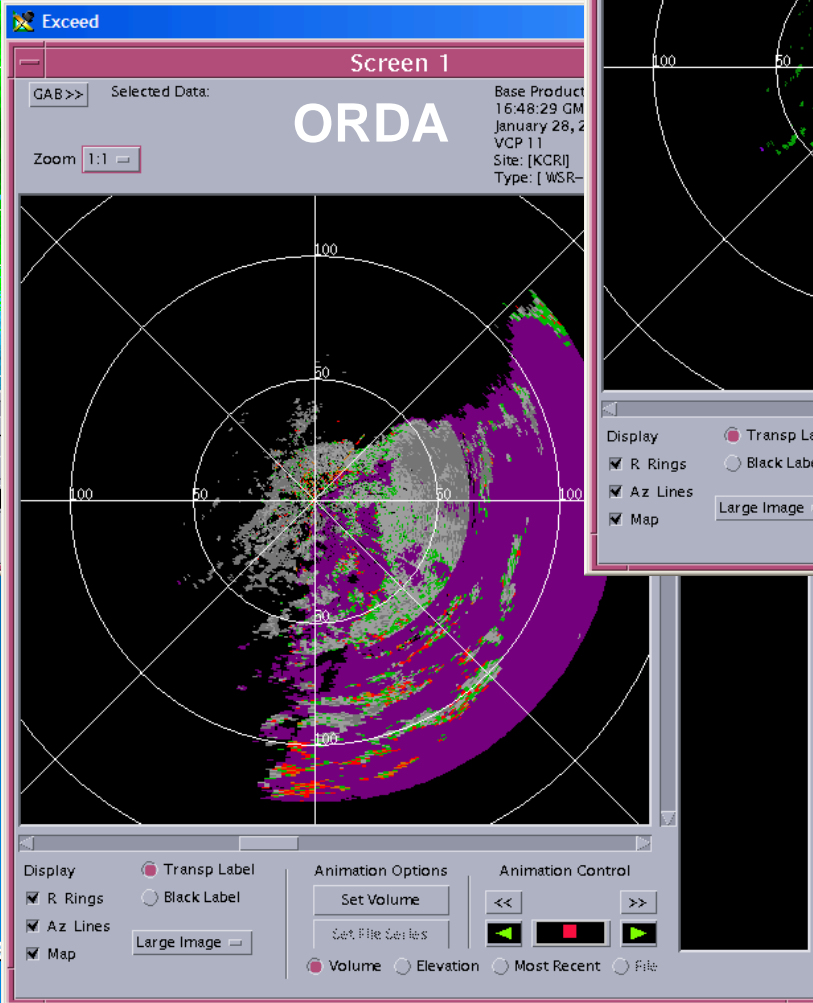 Exceed
Screen 1
GAB>>
Selected Data:
ORDA
Base Product
16:48:29 GM
January 28, 2
VCP 11
Site: [KCRI]
Type: [ WSR-
Zoom
1:1
100
50
100
50
50
100
50
100
Display
R Rings
Az Lines
Map
Transp Label
Black Label
Large Image
Animation Options
Set Volume
Set File Series
Animation Control
<<
>>
Volume
Elevation
Most Recent
File
100
50
Display
R Rings
Az Lines
Map
Transp La
Black Labe
Large Image